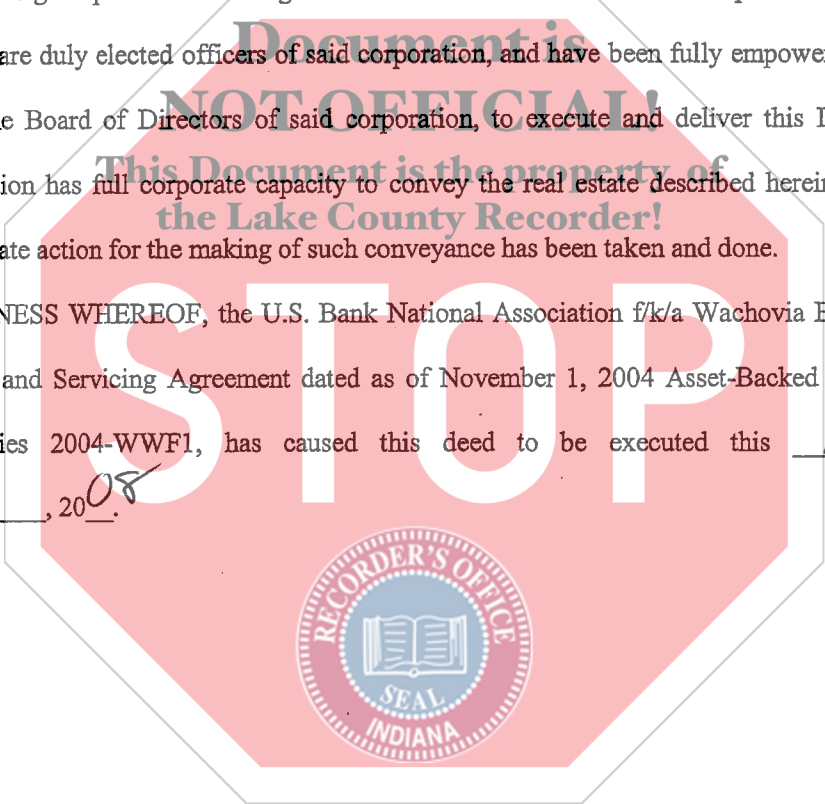 Document is
are duly elected officers of said corporation, and have been fully empowe
NOT OFFICIAL!
e Board of Directors of said corporation, to execute and deliver this D
This Document is the property of
ion has full corporate capacity to convey the real estate described herein
the Lake County Recorder!
ate action for the making of such conveyance has been taken and done.
STOP
NESS WHEREOF, the U.S. Bank National Association f/k/a Wachovia B
and Servicing Agreement dated as of November 1, 2004 Asset-Backed
ies 2004-WWF1, has caused this deed to be executed this
, 2008.
RECORDER'S OFFICE
SEAL
INDIANA